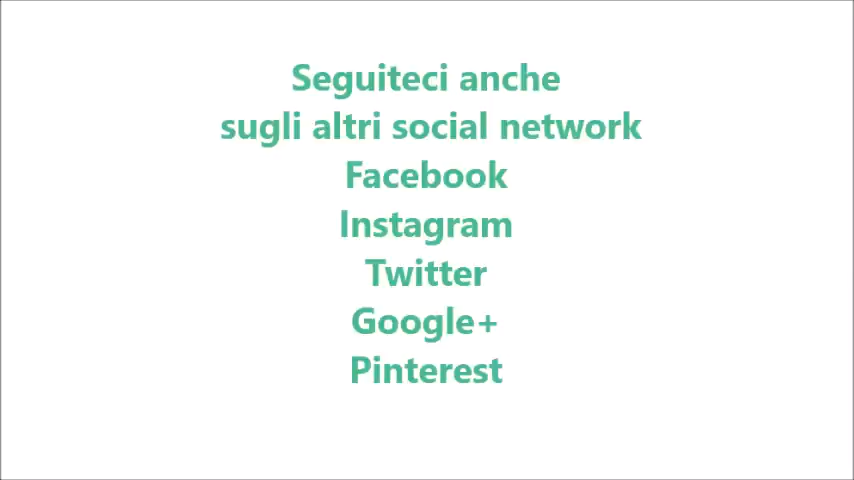 Seguiteci anche
sugli altri social network
Facebook
Instagram
Twitter
Google+
Pinterest